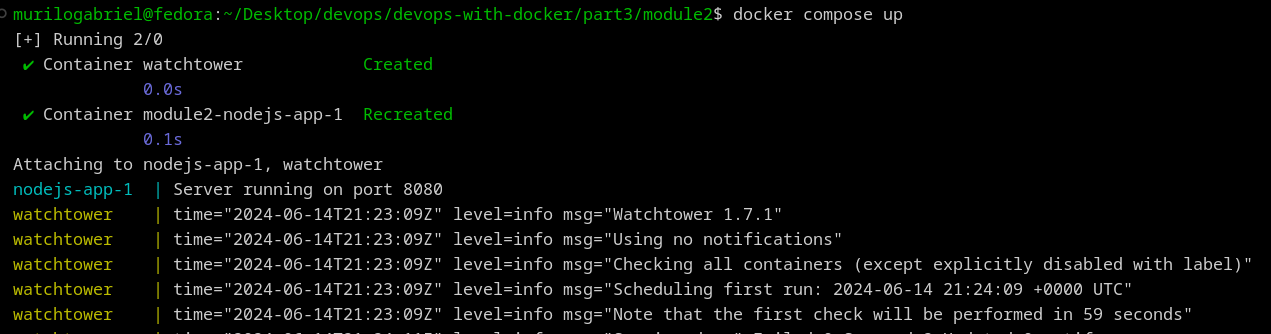 murilogabriel@fedora:~/Desktop/devops/devops-with-docker/part3/module2$ docker compose up
[+] Running 2/0
✔ Container watchtower Created
0.0s
✔ Container module2-nodejs-app-1 Recreated
0.1s
Attaching to nodejs-app-1, watchtower
nodejs-app-1 | Server running on port 8080
watchtower | time="2024-06-14T21:23:09Z" level=info msg="Watchtower 1.7.1"
watchtower | time="2024-06-14T21:23:09Z" level=info msg="Using no notifications"
watchtower | time="2024-06-14T21:23:09Z" level=info msg="Checking all containers (except explicitly disabled with label)"
watchtower | time="2024-06-14T21:23:09Z" level=info msg="Scheduling first run: 2024-06-14 21:24:09 +0000 UTC"
watchtower | time="2024-06-14T21:23:09Z" level=info msg="Note that the first check will be performed in 59 seconds"